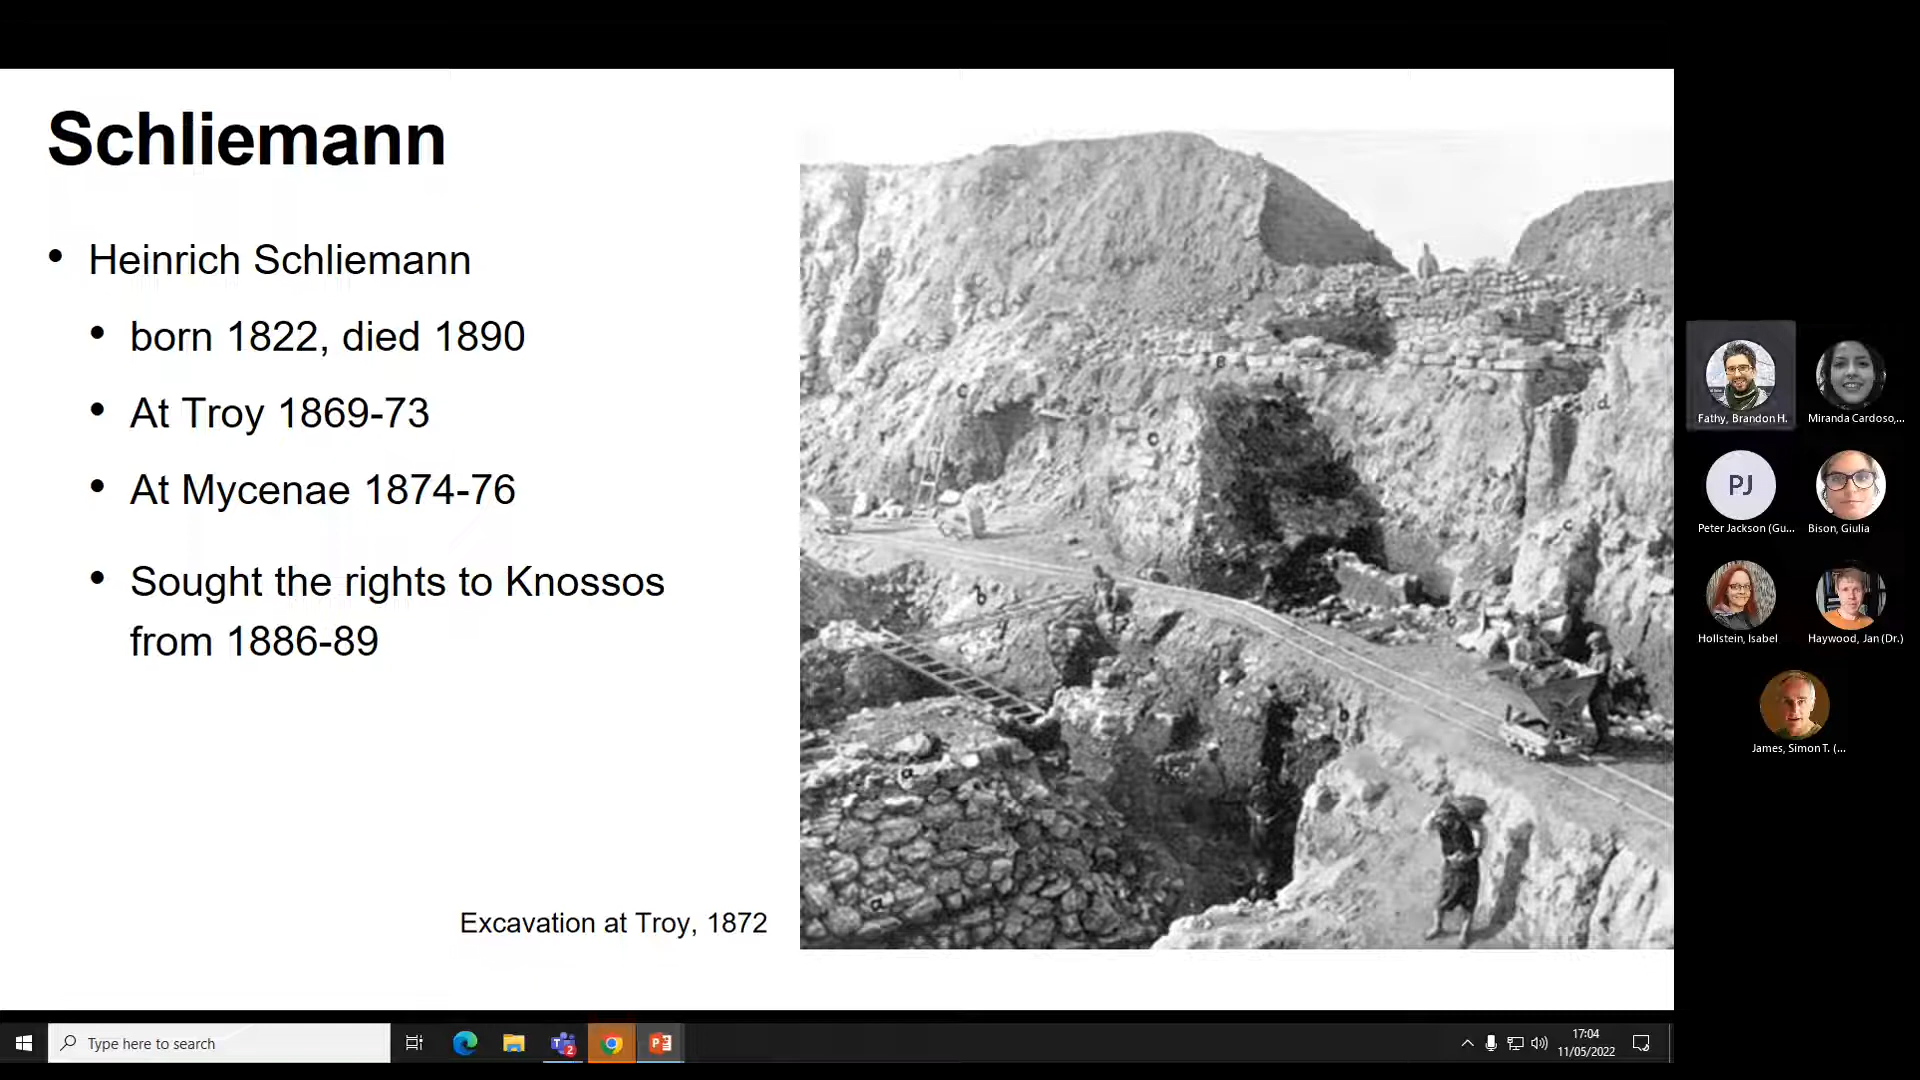 Schliemann
• Heinrich Schliemann
• born 1822, died 1890
• At Troy 1869-73
• At Mycenae 1874-76
• Sought the rights to Knossos
from 1886-89
Excavation at Troy, 1872
Fathy, Brandon H.
Miranda Cardoso,...
PJ
Peter Jackson (Gu...
Bison, Giulia
Hollstein, Isabel
Haywood, Jan (Dr.)
James, Simon T. (...
Type here to search
17:04
11/05/2022